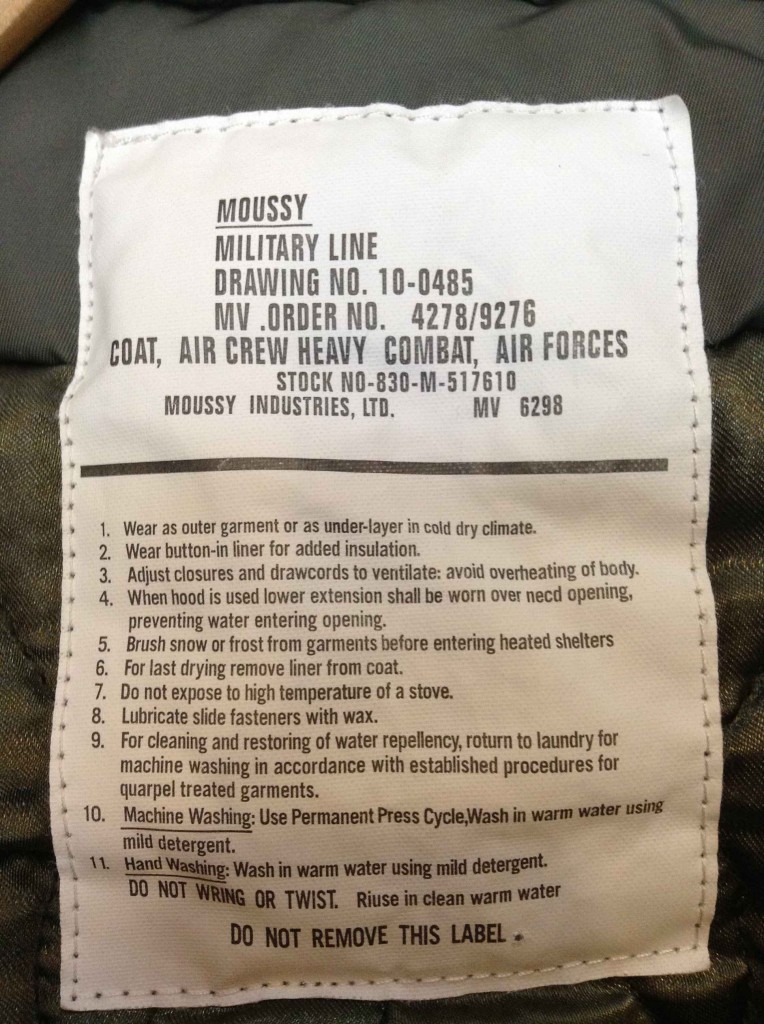 MOUSSY
MILITARY LINE
DRAWING NO. 10-0485
MV .ORDER NO. 4278/9276
COAT, AIR CREW HEAVY COMBAT, AIR FORCES
STOCK NO-830-M-517610
MOUSSY INDUSTRIES, LTD. MV 6298
1. Wear as outer garment or as under-layer in cold dry climate.
2. Wear button-in liner for added insulation.
3. Adjust closures and drawcords to ventilate: avoid overheating of body.
4. When hood is used lower extension shall be worn over necd opening,
preventing water entering opening.
5. Brush snow or frost from garments before entering heated shelters
6. For last drying remove liner from coat.
7. Do not expose to high temperature of a stove.
8. Lubricate slide fasteners with wax.
9. For cleaning and restoring of water repellency, roturn to laundry for
machine washing in accordance with established procedures for
quarpel treated garments.
10. Machine Washing: Use Permanent Press Cycle,Wash in warm water using
mild detergent.
11. Hand Washing: Wash in warm water using mild detergent.
DO NOT WRING OR TWIST. Riuse in clean warm water
DO NOT REMOVE THIS LABEL .